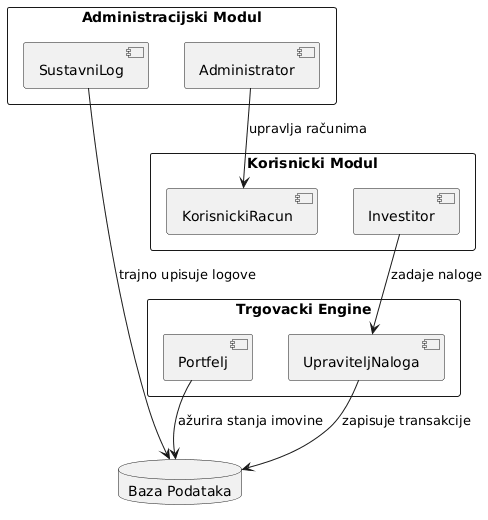 Administracijski Modul
SustavniLog
Administrator
upravlja računima
Korisnicki Modul
KorisnickiRacun
Investitor
trajno upisuje logove
zadaje naloge
Trgovacki Engine
Portfelj
UpraviteljNaloga
ažurira stanja imovine
zapisuje transakcije
Baza Podataka